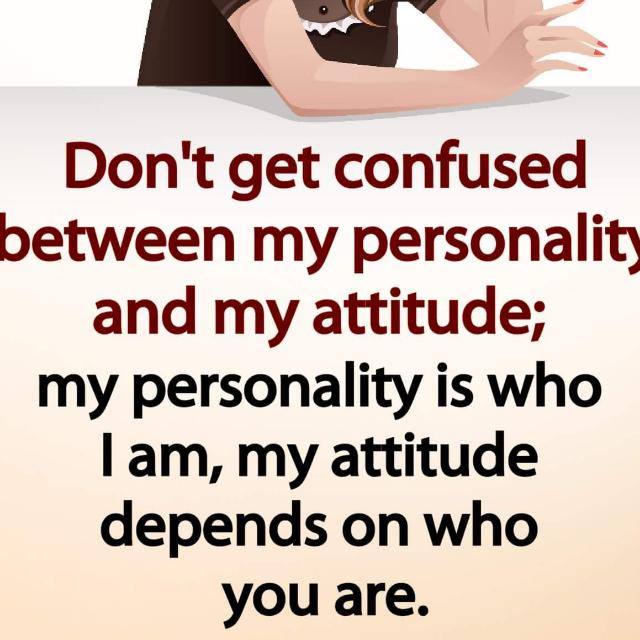 Don't get confused
between my personality
and my attitude;
my personality is who
I am, my attitude
depends on who
you are.